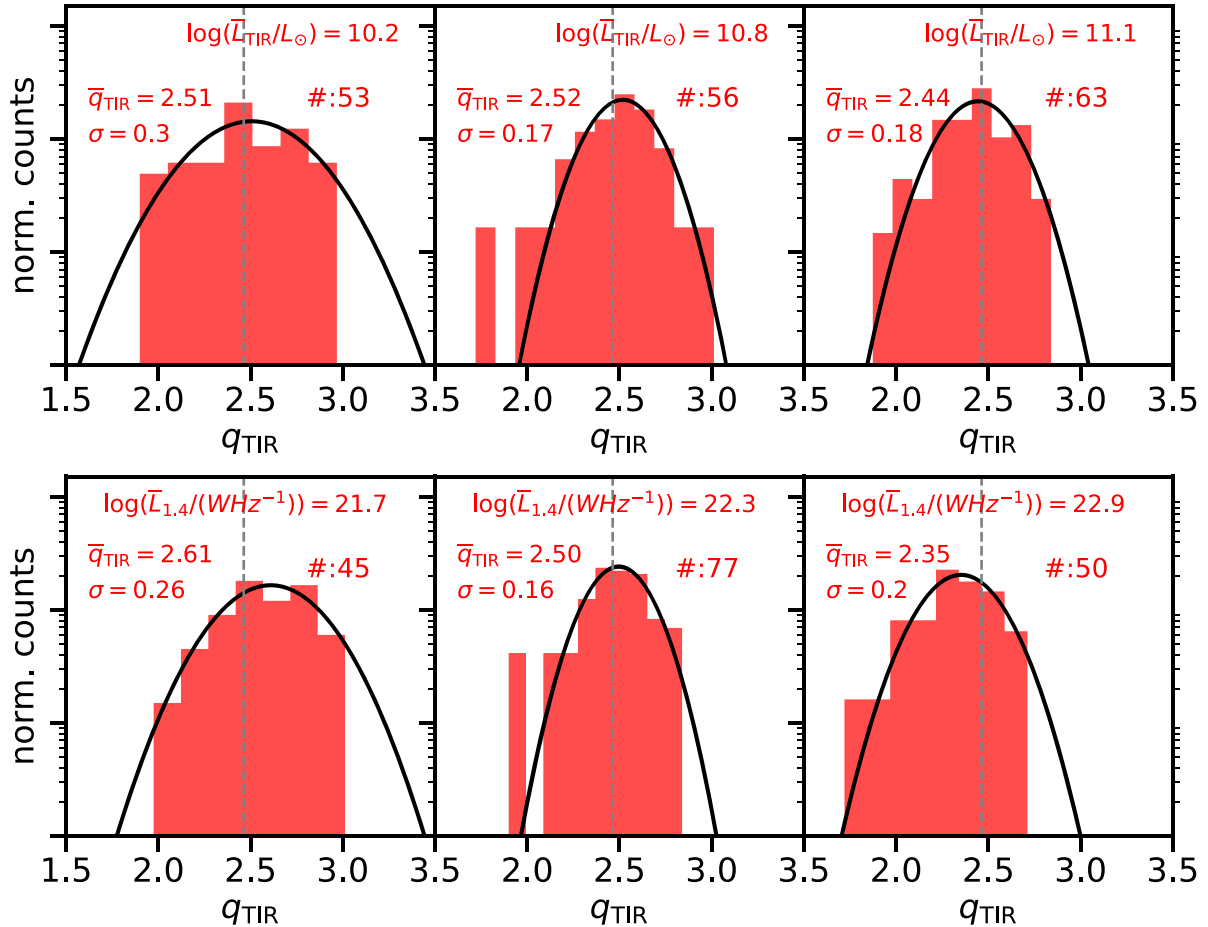 log(L̅_TIR/L_⊙) = 10.2
q̅_TIR = 2.51
#:53
σ = 0.3
log(L̅_TIR/L_⊙) = 10.8
q̅_TIR = 2.52
#:56
σ = 0.17
log(L̅_TIR/L_⊙) = 11.1
q̅_TIR = 2.44
#:63
σ = 0.18
norm. counts
1.5 2.0 2.5 3.0 3.5 2.0 2.5 3.0 3.5 2.0 2.5 3.0 3.5
q_TIR q_TIR q_TIR
log(L̅_1.4/(WHz⁻¹)) = 21.7
q̅_TIR = 2.61
#:45
σ = 0.26
log(L̅_1.4/(WHz⁻¹)) = 22.3
q̅_TIR = 2.50
#:77
σ = 0.16
log(L̅_1.4/(WHz⁻¹)) = 22.9
q̅_TIR = 2.35
#:50
σ = 0.2
norm. counts
1.5 2.0 2.5 3.0 3.5 2.0 2.5 3.0 3.5 2.0 2.5 3.0 3.5
q_TIR q_TIR q_TIR